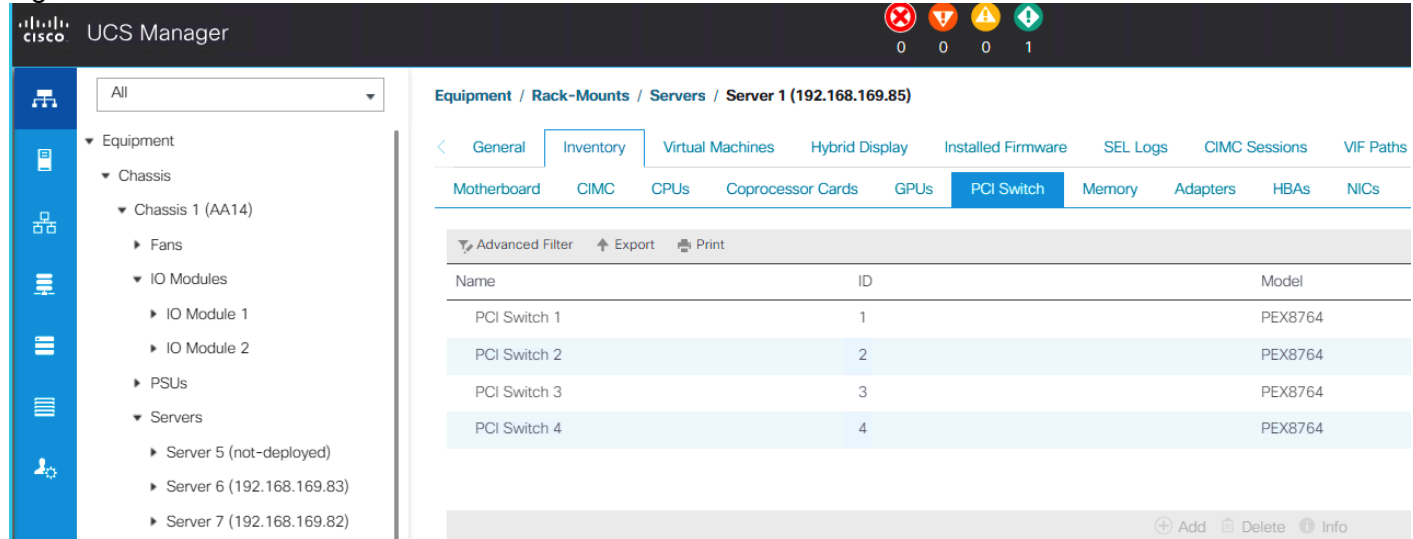 cisco. UCS Manager
0 0 0 1
All
Equipment / Rack-Mounts / Servers / Server 1 (192.168.169.85)
Equipment
Chassis
Chassis 1 (AA14)
Fans
IO Modules
IO Module 1
IO Module 2
PSUs
Servers
Server 5 (not-deployed)
Server 6 (192.168.169.83)
Server 7 (192.168.169.82)
General Inventory Virtual Machines Hybrid Display Installed Firmware SEL Logs CIMC Sessions VIF Paths
Motherboard CIMC CPUs Coprocessor Cards GPUs PCI Switch Memory Adapters HBAs NICs
Advanced Filter Export Print
Name ID Model
PCI Switch 1 1 PEX8764
PCI Switch 2 2 PEX8764
PCI Switch 3 3 PEX8764
PCI Switch 4 4 PEX8764
Add Delete Info